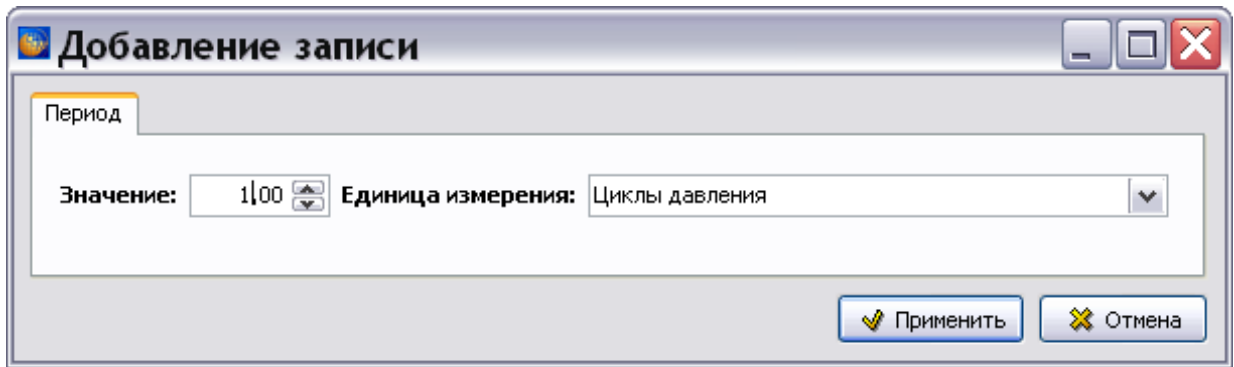 Добавление записи
Период
Значение: 1,00 Единица измерения: Циклы давления
Применить Отмена